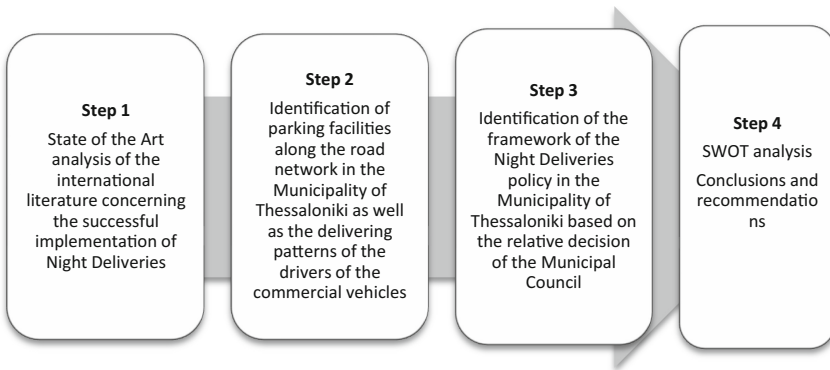 Step 1
State of the Art
analysis of the
international
literature concerning
the successful
implementation of
Night Deliveries
Step 2
Identification of
parking facilities
along the road
network in the
Municipality of
Thessaloniki as well
as the delivering
patterns of the
drivers of the
commercial vehicles
Step 3
Identification of the
framework of the
Night Deliveries
policy in the
Municipality of
Thessaloniki based on
the relative decision
of the Municipal
Council
Step 4
SWOT analysis
Conclusions and
recommendatio
ns